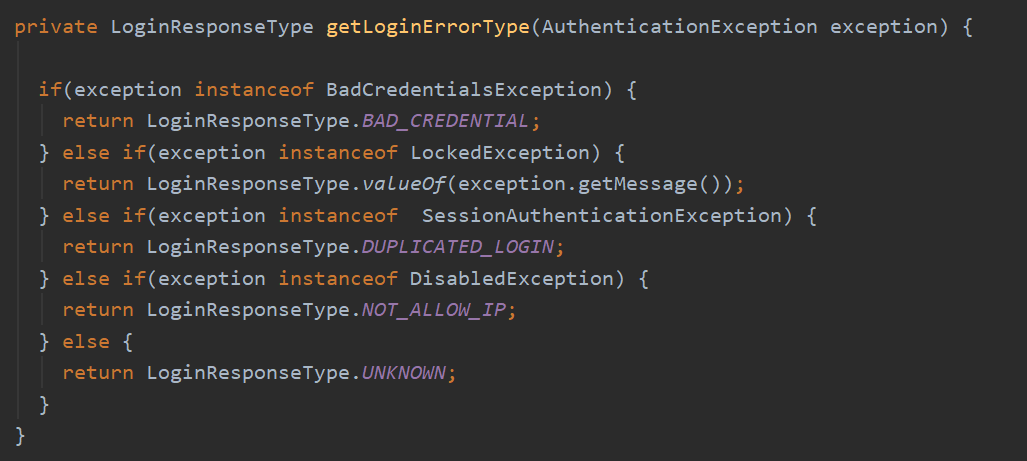 private LoginResponseType getLoginErrorType(AuthenticationException exception) {
if(exception instanceof BadCredentialsException) {
return LoginResponseType.BAD_CREDENTIAL;
} else if(exception instanceof LockedException) {
return LoginResponseType.valueOf(exception.getMessage());
} else if(exception instanceof  SessionAuthenticationException) {
return LoginResponseType.DUPLICATED_LOGIN;
} else if(exception instanceof DisabledException) {
return LoginResponseType.NOT_ALLOW_IP;
} else {
return LoginResponseType.UNKNOWN;
}
}